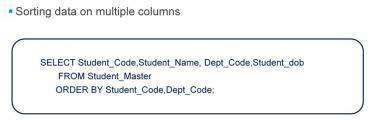 Sorting data on multiple columns
SELECT Student_Code,Student_Name, Dept_Code,Student_dob
FROM Student_Master
ORDER BY Student_Code,Dept_Code;